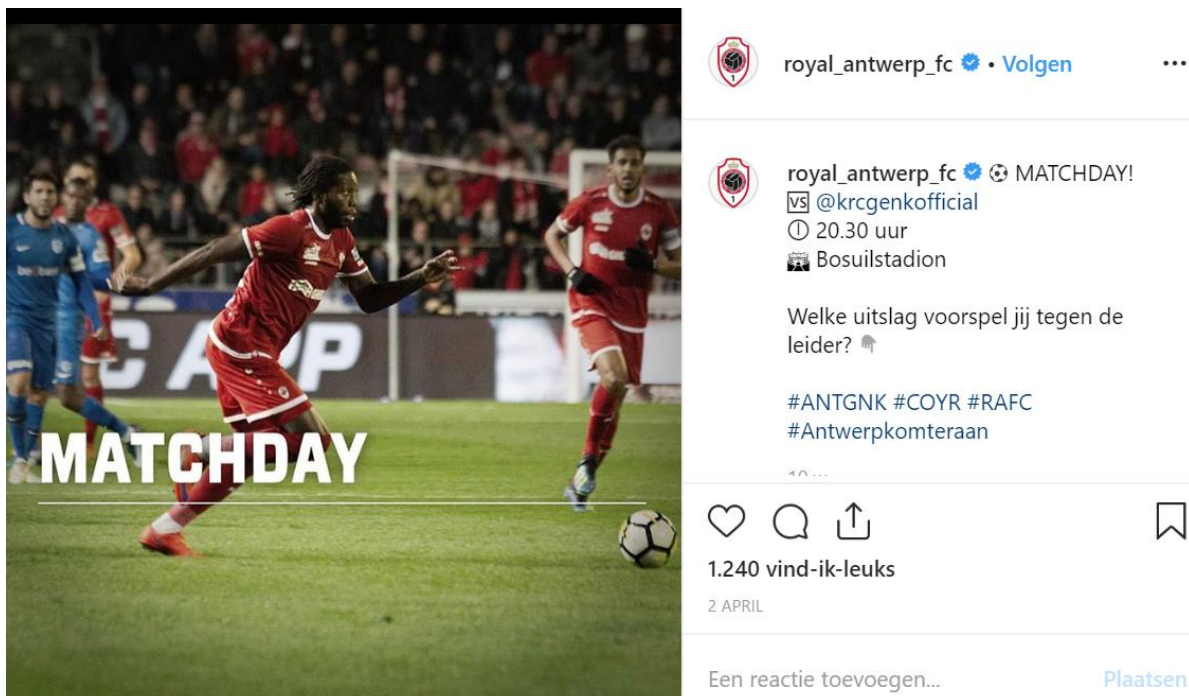 C APP
MATCHDAY
royal_antwerp_fc • Volgen
royal_antwerp_fc ⚽ MATCHDAY!
🆚 @krcgenkofficial
🕕 20.30 uur
🏟 Bosuilstadion
Welke uitslag voorspel jij tegen de
leider? 👇
#ANTGNK #COYR #RAFC
#Antwerpkomteraan
1.240 vind-ik-leuks
2 APRIL
Een reactie toevoegen...
Plaatsen